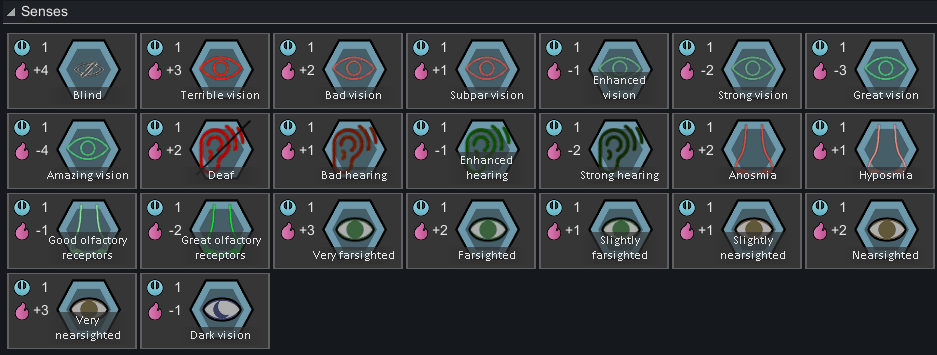 Senses
1
+4
Blind
1
+3
Terrible vision
1
+2
Bad vision
1
+1
Subpar vision
1
-1
Enhanced
vision
1
-2
Strong vision
1
-3
Great vision
1
-4
Amazing vision
1
+2
Deaf
1
+1
Bad hearing
1
-1
Enhanced
hearing
1
-2
Strong hearing
1
+2
Anosmia
1
+1
Hyposmia
1
-1
Good olfactory
receptors
1
-2
Great olfactory
receptors
1
+3
Very farsighted
1
+2
Farsighted
1
+1
Slightly
farsighted
1
+1
Slightly
nearsighted
1
+2
Nearsighted
1
+3
Very
nearsighted
1
-1
Dark vision